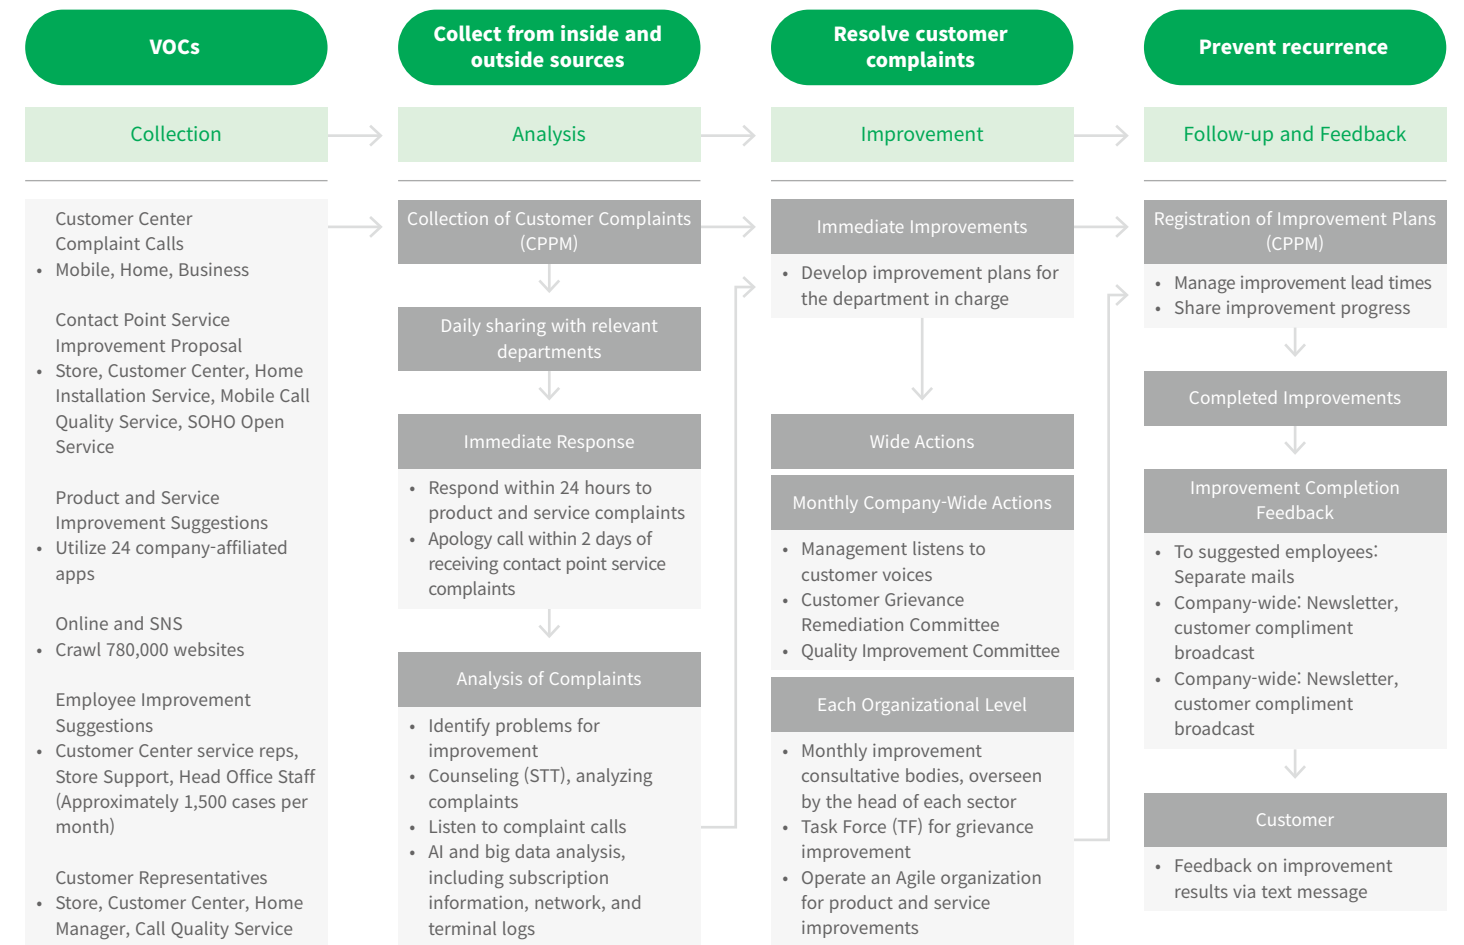 VOCs
Collection
Customer Center
Complaint Calls
• Mobile, Home, Business
Contact Point Service
Improvement Proposal
• Store, Customer Center, Home
Installation Service, Mobile Call
Quality Service, SOHO Open
Service
Product and Service
Improvement Suggestions
• Utilize 24 company-affiliated
apps
Online and SNS
• Crawl 780,000 websites
Employee Improvement
Suggestions
• Customer Center service reps,
Store Support, Head Office Staff
(Approximately 1,500 cases per
month)
Customer Representatives
• Store, Customer Center, Home
Manager, Call Quality Service
Collect from inside and
outside sources
Analysis
Collection of Customer Complaints
(CPPM)
Daily sharing with relevant
departments
Immediate Response
• Respond within 24 hours to
product and service complaints
• Apology call within 2 days of
receiving contact point service
complaints
Analysis of Complaints
• Identify problems for
improvement
• Counseling (STT), analyzing
complaints
• Listen to complaint calls
• AI and big data analysis,
including subscription
information, network, and
terminal logs
Resolve customer
complaints
Improvement
Immediate Improvements
• Develop improvement plans for
the department in charge
Wide Actions
Monthly Company-Wide Actions
• Management listens to
customer voices
• Customer Grievance
Remediation Committee
• Quality Improvement Committee
Each Organizational Level
• Monthly improvement
consultative bodies, overseen
by the head of each sector
• Task Force (TF) for grievance
improvement
• Operate an Agile organization
for product and service
improvements
Prevent recurrence
Follow-up and Feedback
Registration of Improvement Plans
(CPPM)
• Manage improvement lead times
• Share improvement progress
Completed Improvements
Improvement Completion
Feedback
• To suggested employees:
Separate mails
• Company-wide: Newsletter,
customer compliment
broadcast
• Company-wide: Newsletter,
customer compliment
broadcast
Customer
• Feedback on improvement
results via text message